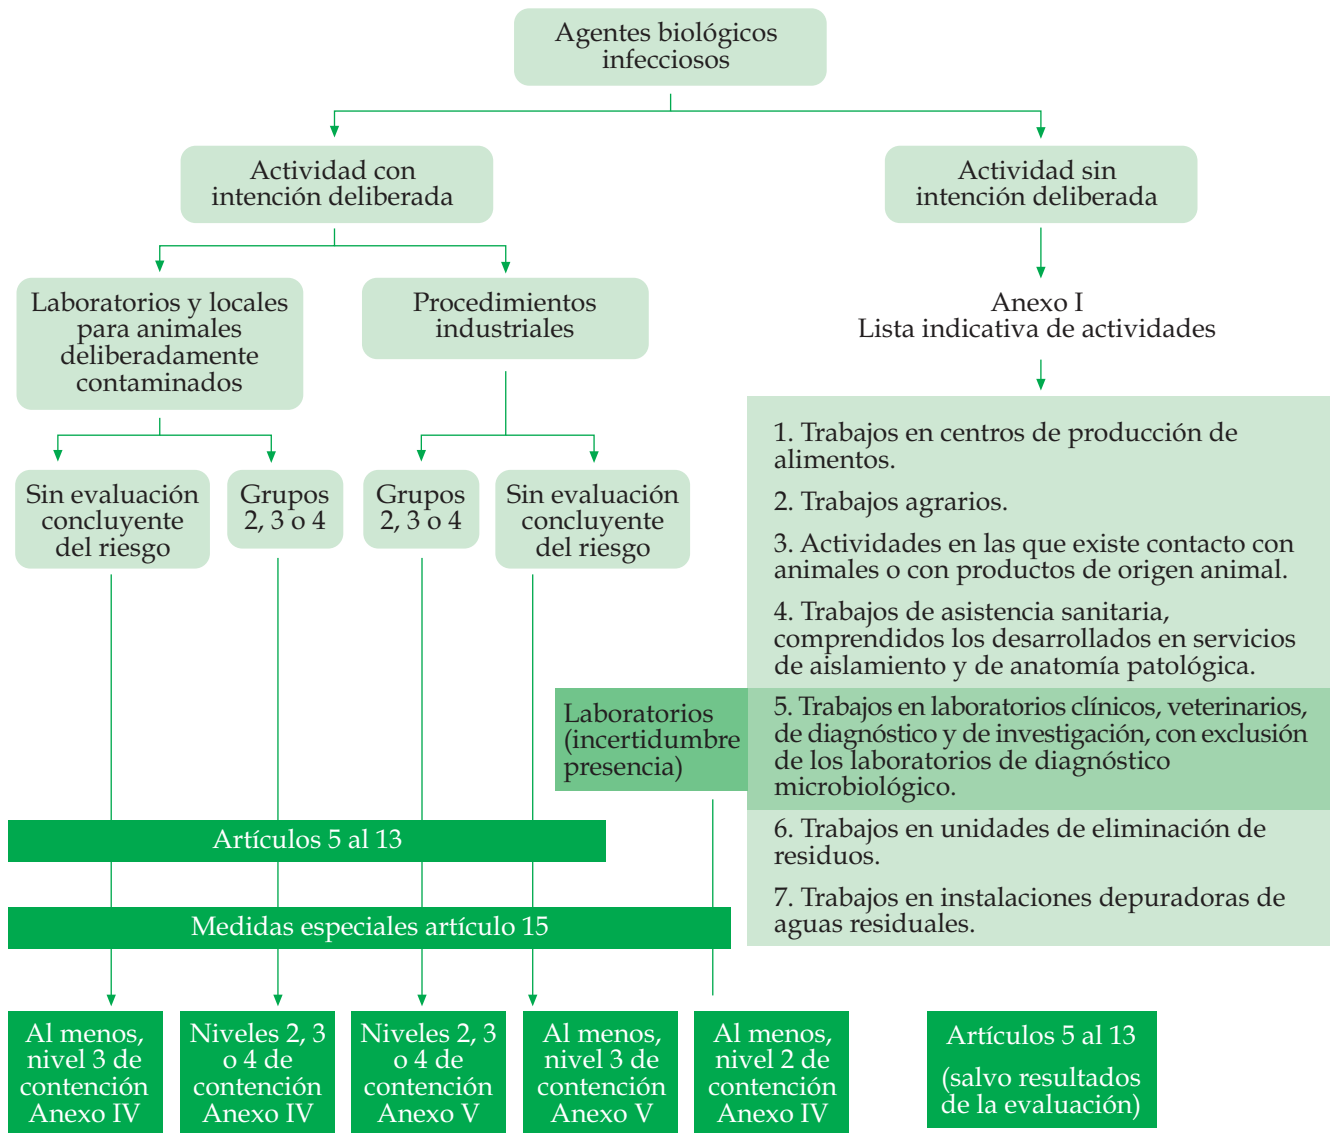 Agentes biológicos
infecciosos
Actividad con
intención deliberada
Actividad sin
intención deliberada
Laboratorios y locales
para animales
deliberadamente
contaminados
Procedimientos
industriales
Anexo I
Lista indicativa de actividades
Sin evaluación
concluyente
del riesgo
Grupos
2, 3 o 4
Grupos
2, 3 o 4
Sin evaluación
concluyente
del riesgo
1. Trabajos en centros de producción de
alimentos.
2. Trabajos agrarios.
3. Actividades en las que existe contacto con
animales o con productos de origen animal.
4. Trabajos de asistencia sanitaria,
comprendidos los desarrollados en servicios
de aislamiento y de anatomía patológica.
Laboratorios
(incertidumbre
presencia)
5. Trabajos en laboratorios clínicos, veterinarios,
de diagnóstico y de investigación, con exclusión
de los laboratorios de diagnóstico
microbiológico.
6. Trabajos en unidades de eliminación de
residuos.
7. Trabajos en instalaciones depuradoras de
aguas residuales.
Artículos 5 al 13
Medidas especiales artículo 15
Al menos,
nivel 3 de
contención
Anexo IV
Niveles 2, 3
o 4 de
contención
Anexo IV
Niveles 2, 3
o 4 de
contención
Anexo V
Al menos,
nivel 3 de
contención
Anexo V
Al menos,
nivel 2 de
contención
Anexo IV
Artículos 5 al 13
(salvo resultados
de la evaluación)